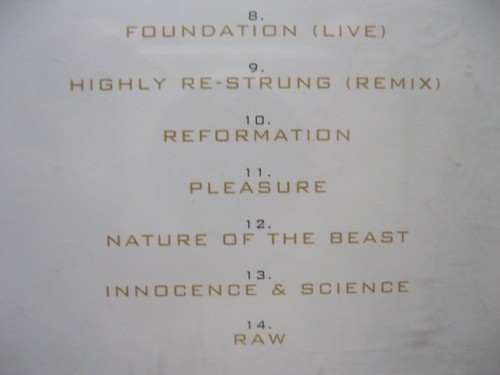 8.
FOUNDATION (LIVE)
9.
HIGHLY RE-STRUNG (REMIX)
10.
REFORMATION
11.
PLEASURE
12.
NATURE OF THE BEAST
13.
INNOCENCE & SCIENCE
14.
RAW